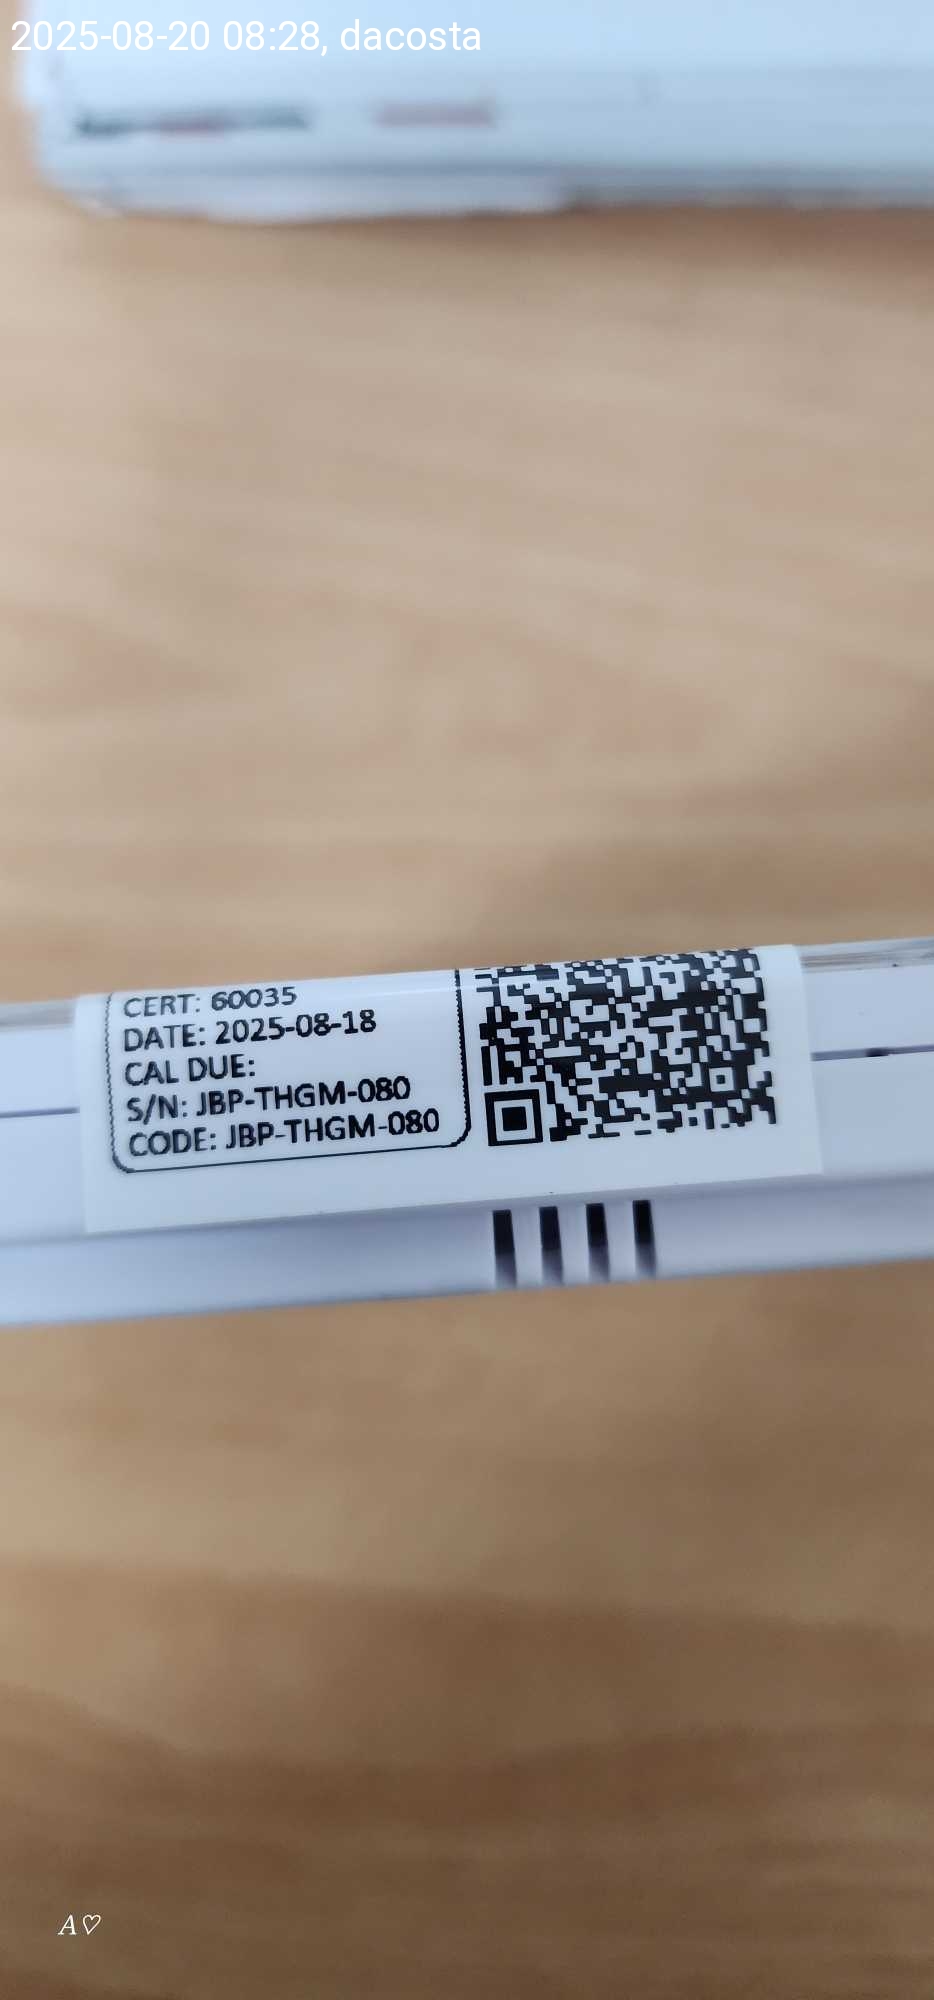 2025-08-20 08:28, dacosta
CERT: 60035
DATE: 2025-08-18
CAL DUE:
S/N: JBP-THGM-080
CODE: JBP-THGM-080
A♡